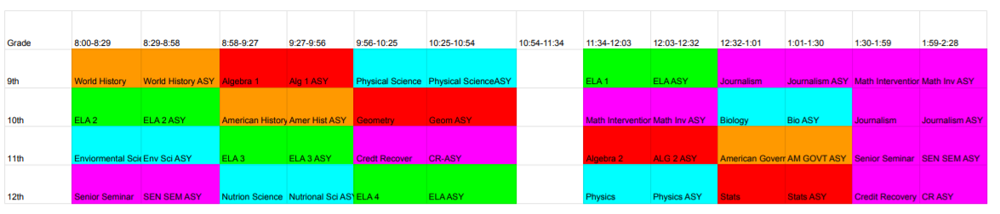 Grade 8:00-8:29 8:29-8:58 8:58-9:27 9:27-9:56 9:56-10:25 10:25-10:54 10:54-11:34 11:34-12:03 12:03-12:32 12:32-1:01 1:01-1:30 1:30-1:59 1:59-2:28
9th World History World History ASY Algebra 1 Alg 1 ASY Physical Science Physical ScienceASY ELA 1 ELA ASY Journalism Journalism ASY Math Interventior Math Inv ASY
10th ELA 2 ELA 2 ASY American History Amer Hist ASY Geometry Geom ASY Math Interventior Math Inv ASY Biology Bio ASY Journalism Journalism ASY
11th Enviormental Scie Env Sci ASY ELA 3 ELA 3 ASY Credt Recover CR-ASY Algebra 2 ALG 2 ASY American Goverr AM GOVT ASY Senior Seminar SEN SEM ASY
12th Senior Seminar SEN SEM ASY Nutrion Science Nutritional Sci ASY ELA 4 ELA ASY Physics Physics ASY Stats Stats ASY Credit Recovery CR ASY